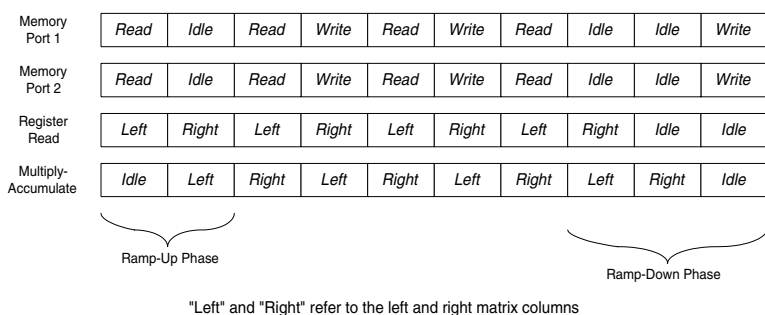 Memory Port 1 Read Idle Read Write Read Write Read Idle Idle Write
Memory Port 2 Read Idle Read Write Read Write Read Idle Idle Write
Register Read Left Right Left Right Left Right Left Right Idle Idle
Multiply-Accumulate Idle Left Right Left Right Left Right Left Right Idle
Ramp-Up Phase
Ramp-Down Phase
"Left" and "Right" refer to the left and right matrix columns